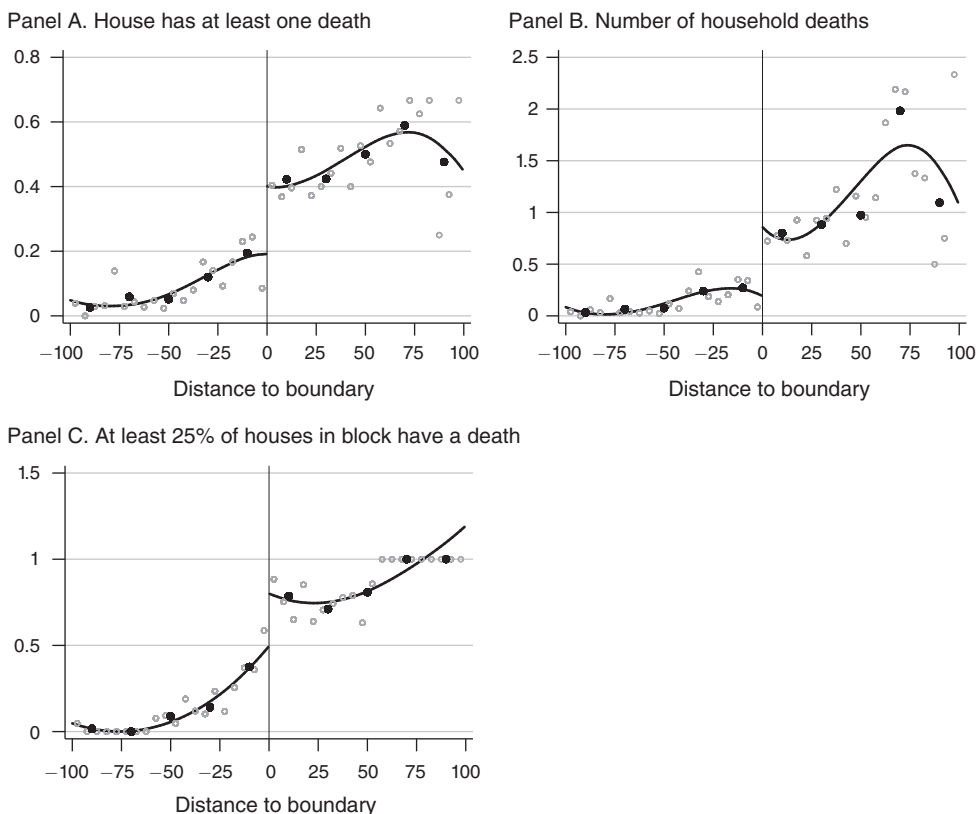 Panel A. House has at least one death
0.8
0.6
0.4
0.2
0
−100 −75 −50 −25 0 25 50 75 100
Distance to boundary
Panel B. Number of household deaths
2.5
2
1.5
1
0.5
0
−100 −75 −50 −25 0 25 50 75 100
Distance to boundary
Panel C. At least 25% of houses in block have a death
1.5
1
0.5
0
−100 −75 −50 −25 0 25 50 75 100
Distance to boundary